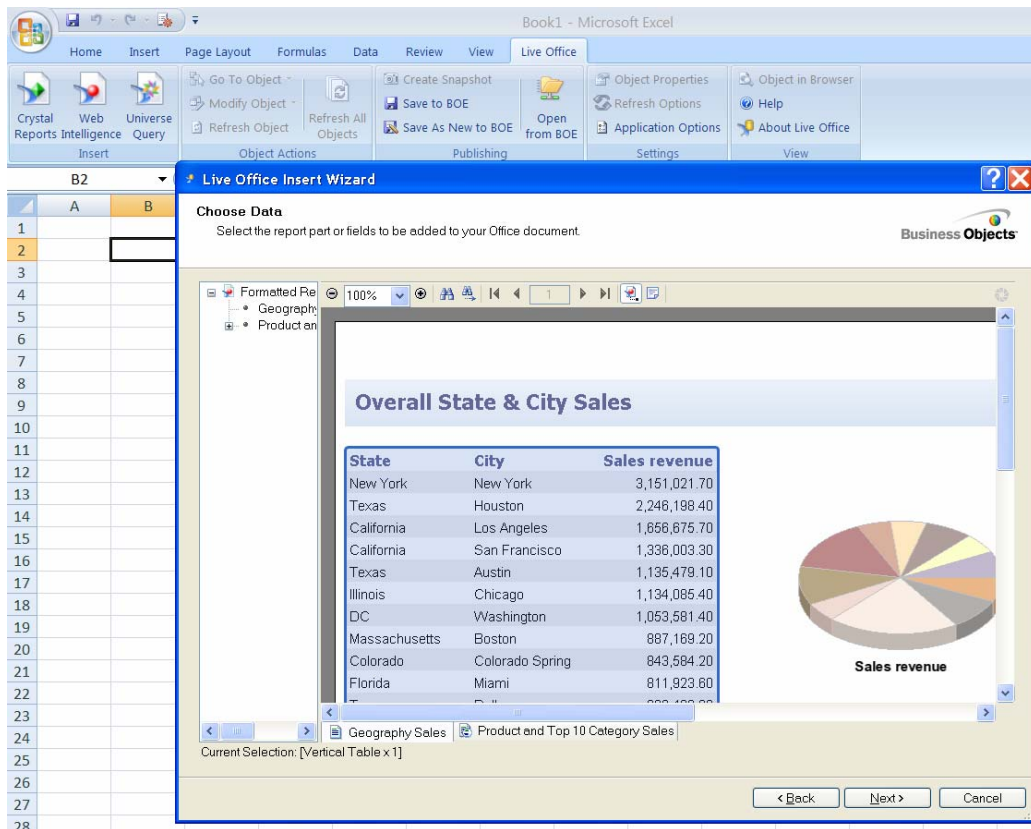 Book1 - Microsoft Excel
Home Insert Page Layout Formulas Data Review View Live Office
Crystal Reports
Web Intelligence
Universe Query
Insert
Go To Object
Modify Object
Refresh Object
Refresh All Objects
Object Actions
Create Snapshot
Save to BOE
Save As New to BOE
Open from BOE
Publishing
Object Properties
Refresh Options
Application Options
Settings
Object in Browser
Help
About Live Office
View
B2
Live Office Insert Wizard
A B
1
2
3
4
5
6
7
8
9
10
11
12
13
14
15
16
17
18
19
20
21
22
23
24
25
26
27
28
Choose Data
Select the report part or fields to be added to your Office document.
Business Objects
Formatted Re
Geography
Product an
100%
1
Overall State & City Sales
State City Sales revenue
New York New York 3,151,021.70
Texas Houston 2,246,198.40
California Los Angeles 1,656,675.70
California San Francisco 1,336,003.30
Texas Austin 1,135,479.10
Illinois Chicago 1,134,085.40
DC Washington 1,053,581.40
Massachusetts Boston 887,169.20
Colorado Colorado Spring 843,584.20
Florida Miami 811,923.60
Sales revenue
Geography Sales Product and Top 10 Category Sales
Current Selection: [Vertical Table x 1]
< Back Next > Cancel